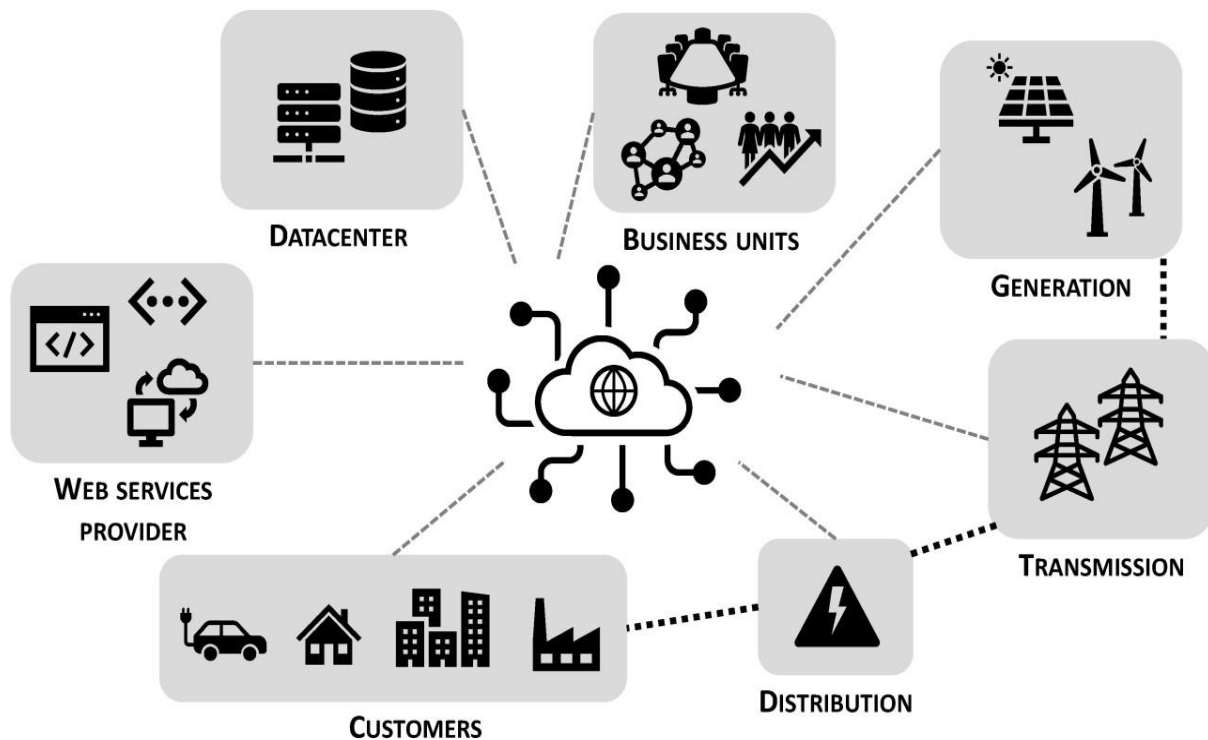 DATACENTER
BUSINESS UNITS
GENERATION
</>
WEB SERVICES
PROVIDER
TRANSMISSION
CUSTOMERS
DISTRIBUTION